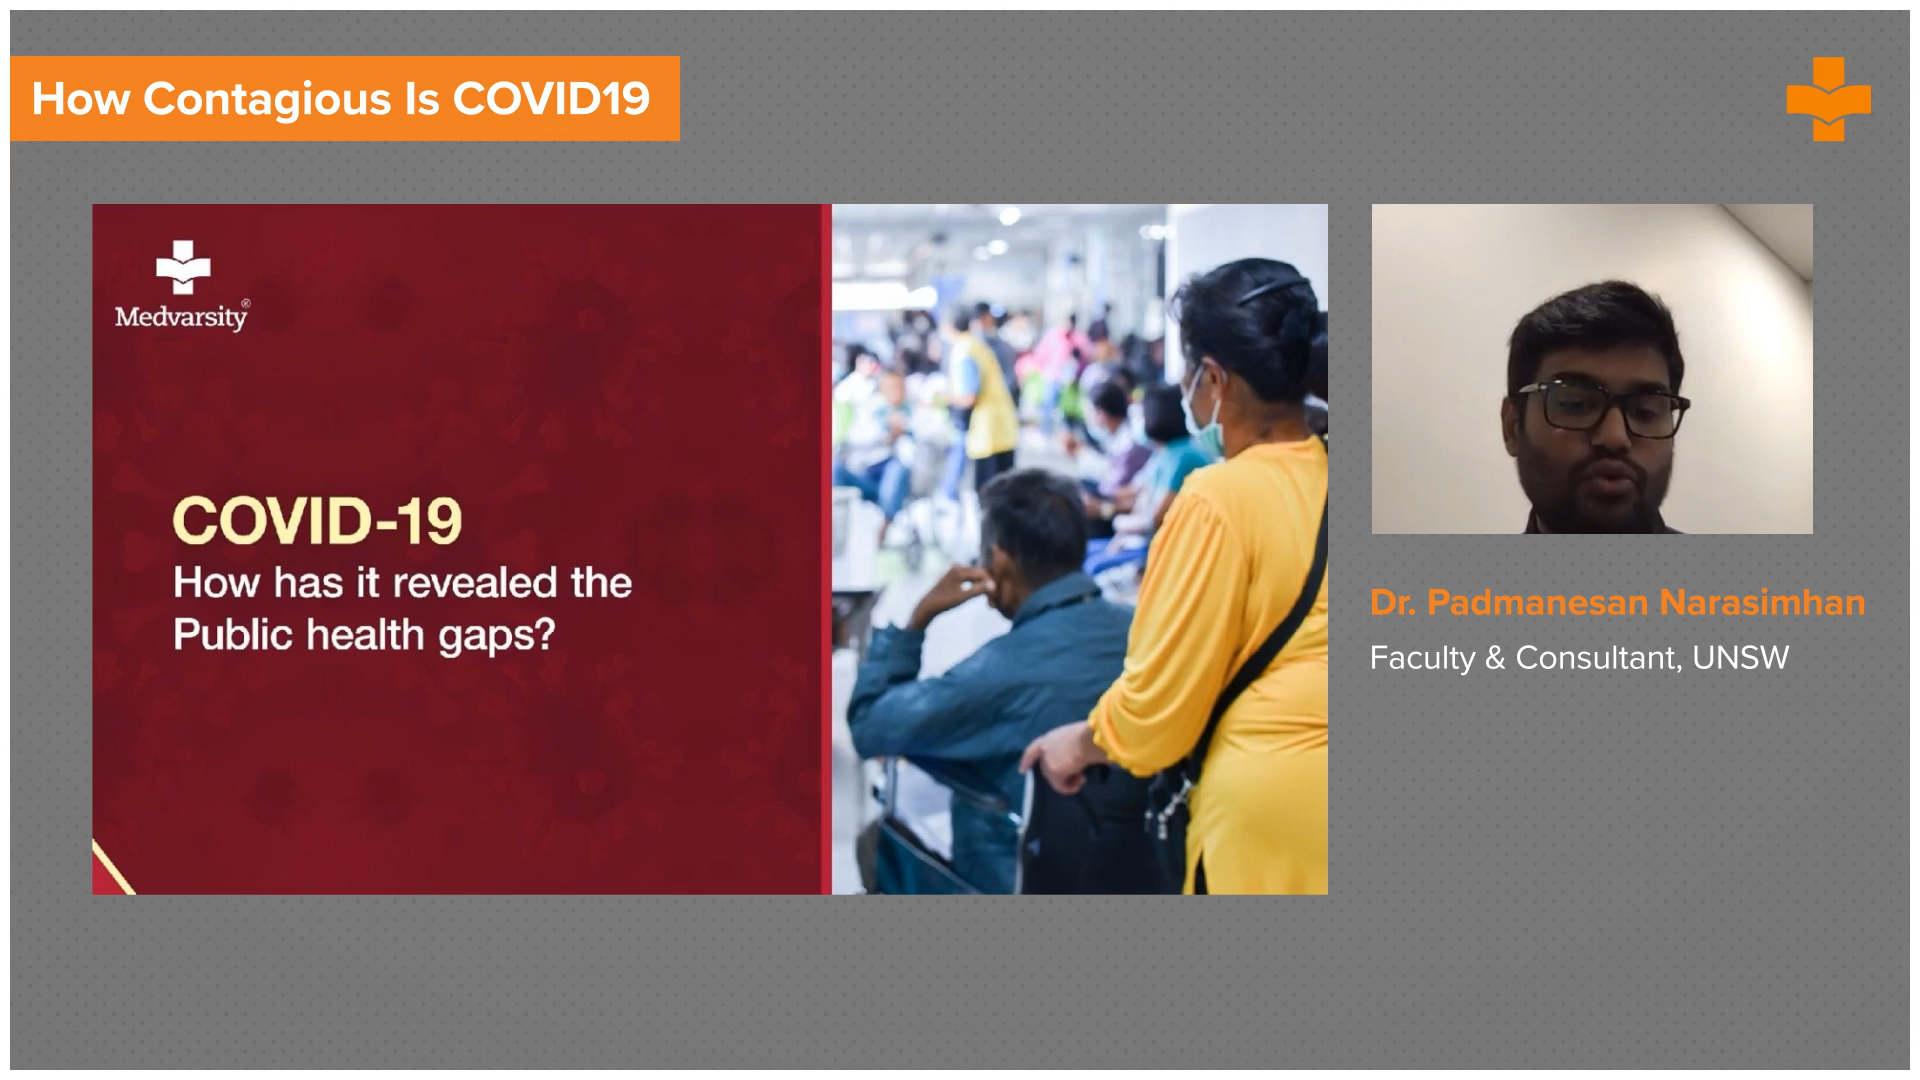 How Contagious Is COVID19
Medvarsity®
COVID-19
How has it revealed the
Public health gaps?
Dr. Padmanesan Narasimhan
Faculty & Consultant, UNSW